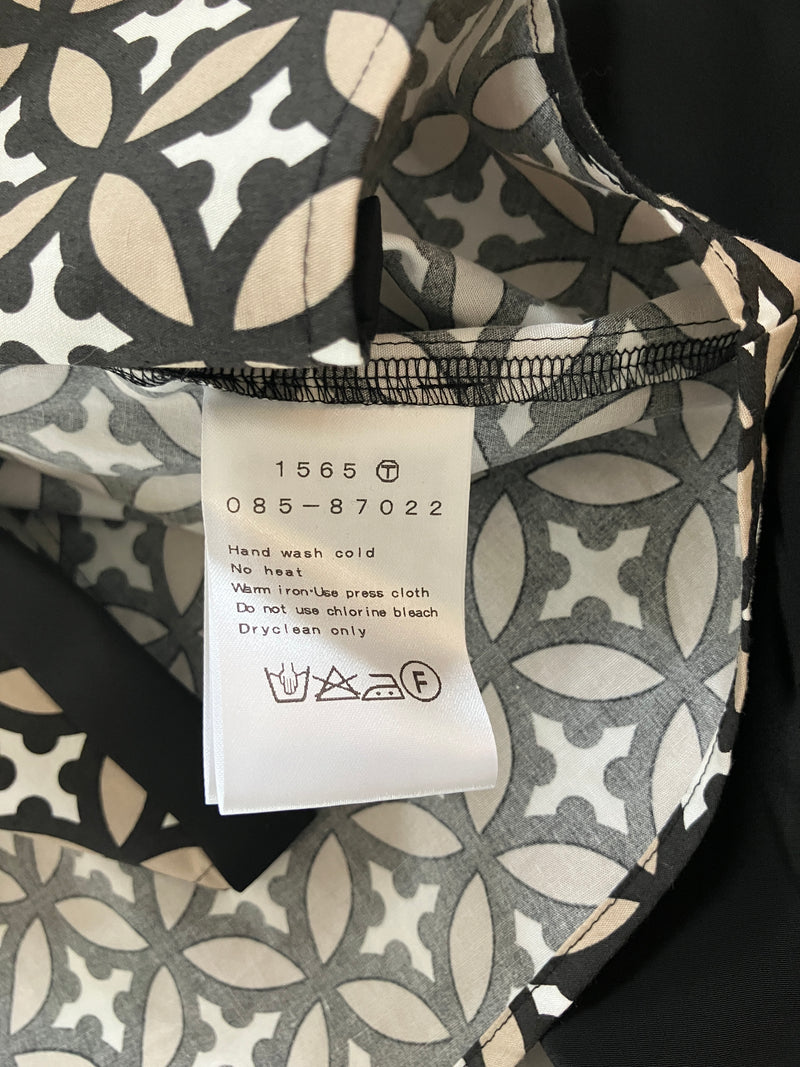 1565 Ⓣ
085-87022
Hand wash cold
No heat
Warm iron·Use press cloth
Do not use chlorine bleach
Dryclean only
F